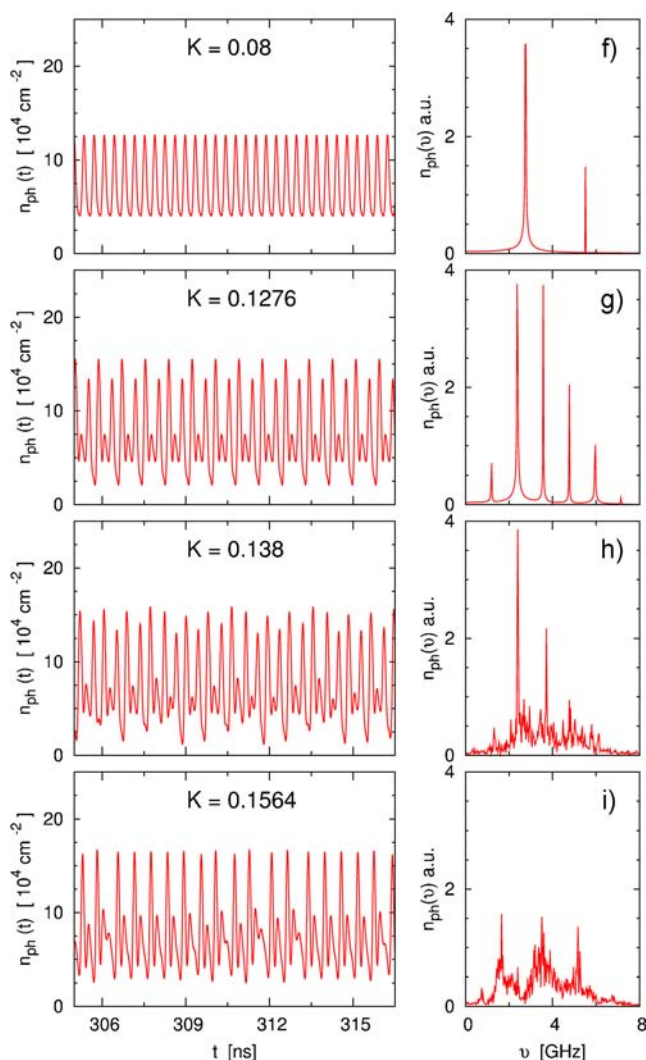 K = 0.08
f)
n_ph (t) [ 10^4 cm^-2 ]
0
10
20
n_ph(υ) a.u.
0
2
4
K = 0.1276
g)
n_ph (t) [ 10^4 cm^-2 ]
0
10
20
n_ph(υ) a.u.
0
2
4
K = 0.138
h)
n_ph (t) [ 10^4 cm^-2 ]
0
10
20
n_ph(υ) a.u.
0
2
4
K = 0.1564
i)
n_ph (t) [ 10^4 cm^-2 ]
0
10
20
n_ph(υ) a.u.
0
2
4
306 309 312 315
0 4 8
t [ns]
υ [GHz]